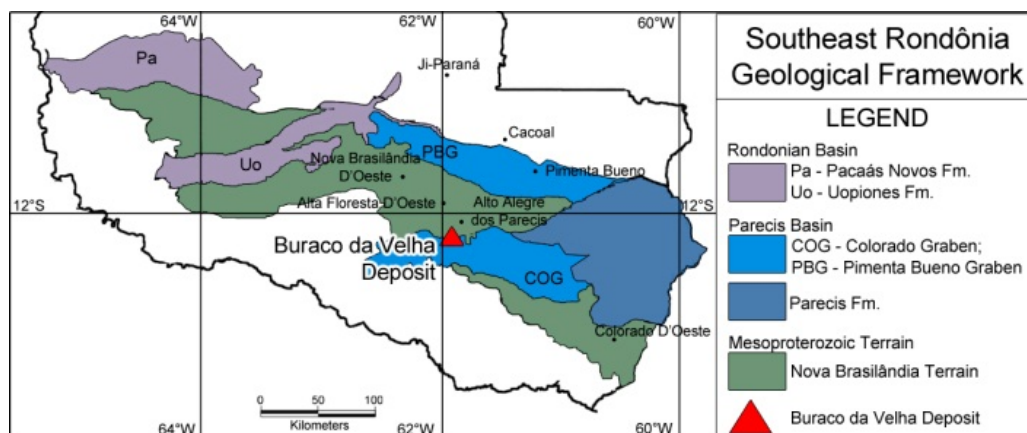 64°W
62°W
60°W
Pa
Ji-Paraná
Cacoal
PBG
Uo
Nova Brasilândia
D'Oeste
Pimenta Bueno
12°S
Alta Floresta-D'Oeste
Alto Alegre
dos Parecis
12°S
Buraco da Velha
Deposit
COG
Colorado D'Oeste
0 50 100
Kilometers
64°W
62°W
60°W
Southeast Rondônia
Geological Framework
LEGEND
Rondonian Basin
Pa - Pacaás Novos Fm.
Uo - Uopiones Fm.
Parecis Basin
COG - Colorado Graben;
PBG - Pimenta Bueno Graben
Parecis Fm.
Mesoproterozoic Terrain
Nova Brasilândia Terrain
Buraco da Velha Deposit